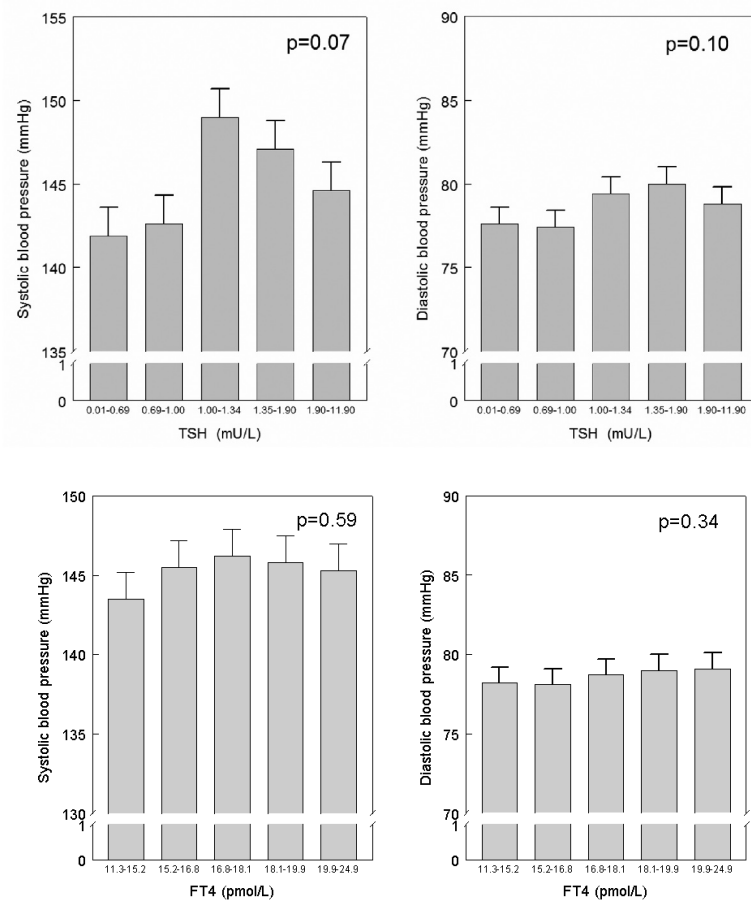 p=0.07
Systolic blood pressure (mmHg)
155
150
145
140
135
1
0
0.01-0.69 0.69-1.00 1.00-1.34 1.35-1.90 1.90-11.90
TSH (mU/L)
p=0.10
Diastolic blood pressure (mmHg)
90
85
80
75
70
1
0
0.01-0.69 0.69-1.00 1.00-1.34 1.35-1.90 1.90-11.90
TSH (mU/L)
p=0.59
Systolic blood pressure (mmHg)
150
145
140
135
130
1
0
11.3-15.2 15.2-16.8 16.8-18.1 18.1-19.9 19.9-24.9
FT4 (pmol/L)
p=0.34
Diastolic blood pressure (mmHg)
90
85
80
75
70
1
0
11.3-15.2 15.2-16.8 16.8-18.1 18.1-19.9 19.9-24.9
FT4 (pmol/L)